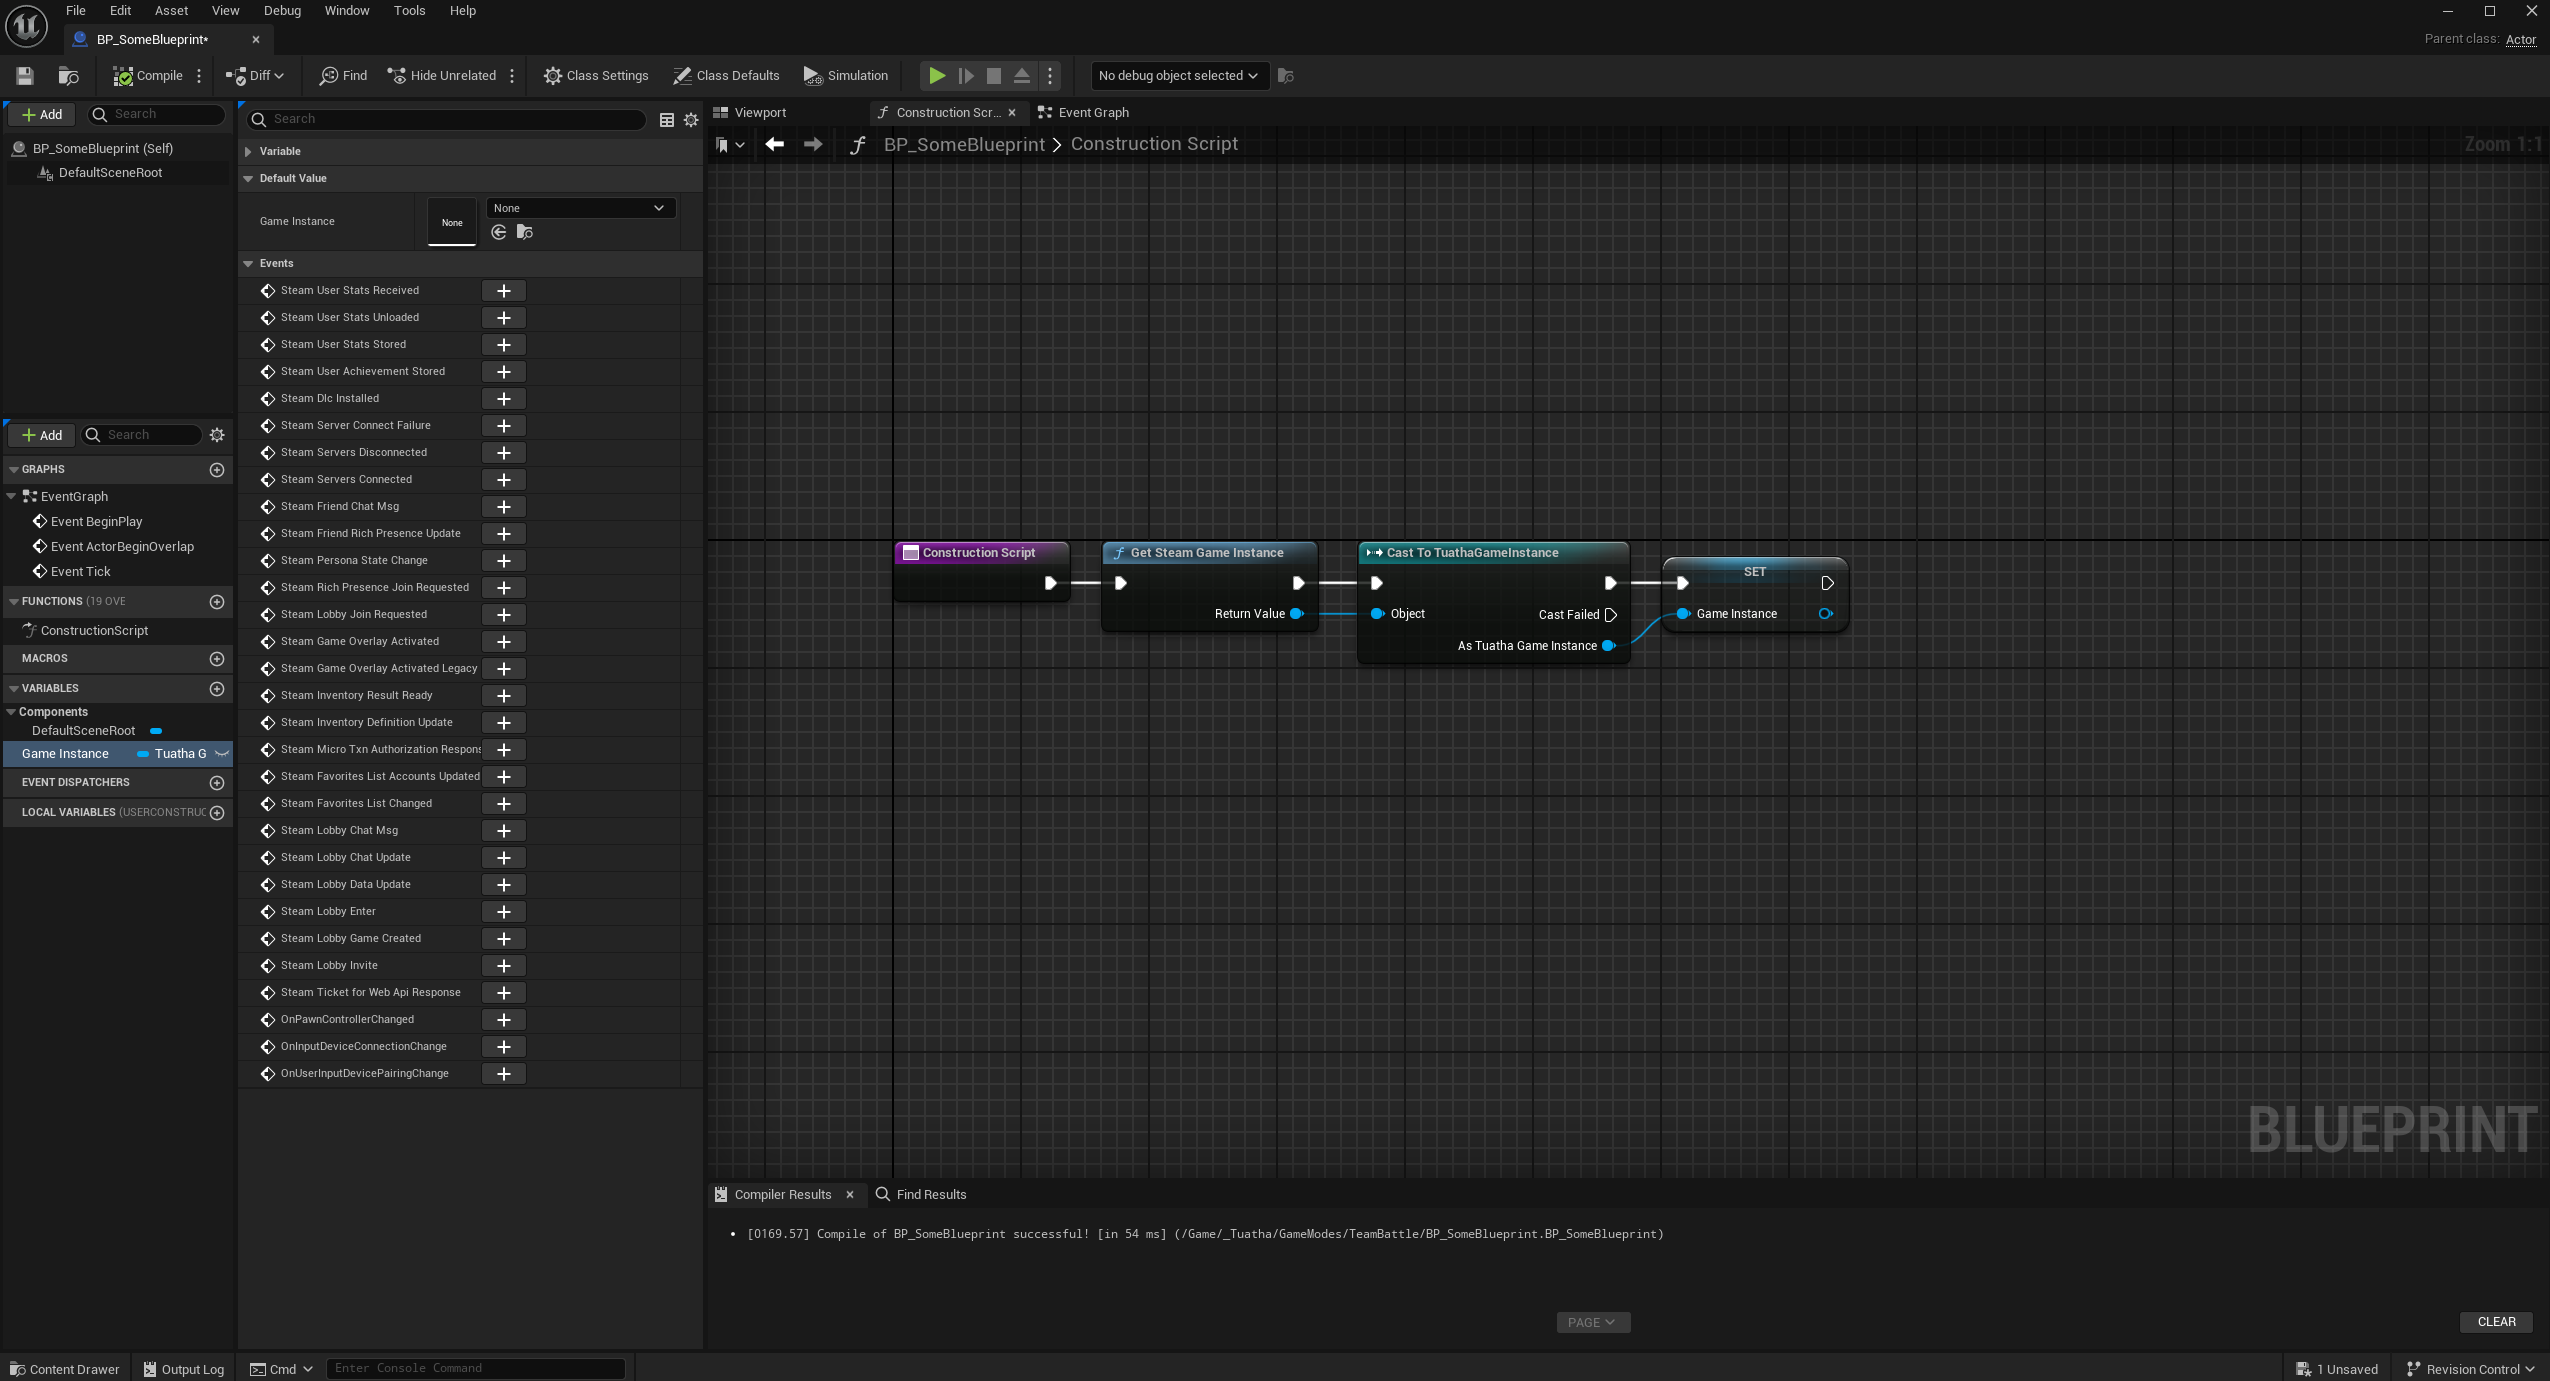 File Edit Asset View Debug Window Tools Help
BP_SomeBlueprint*
Parent class: Actor
Compile Diff Find Hide Unrelated Class Settings Class Defaults Simulation No debug object selected
Add Search
BP_SomeBlueprint (Self)
DefaultSceneRoot
Add Search
GRAPHS
EventGraph
Event BeginPlay
Event ActorBeginOverlap
Event Tick
FUNCTIONS (19 OVE
ConstructionScript
MACROS
VARIABLES
Components
DefaultSceneRoot
Game Instance Tuatha G
EVENT DISPATCHERS
LOCAL VARIABLES (USERCONSTRUC
Search
Variable
Default Value
Game Instance None None
Events
Steam User Stats Received
Steam User Stats Unloaded
Steam User Stats Stored
Steam User Achievement Stored
Steam Dlc Installed
Steam Server Connect Failure
Steam Servers Disconnected
Steam Servers Connected
Steam Friend Chat Msg
Steam Friend Rich Presence Update
Steam Persona State Change
Steam Rich Presence Join Requested
Steam Lobby Join Requested
Steam Game Overlay Activated
Steam Game Overlay Activated Legacy
Steam Inventory Result Ready
Steam Inventory Definition Update
Steam Micro Txn Authorization Respons
Steam Favorites List Accounts Updated
Steam Favorites List Changed
Steam Lobby Chat Msg
Steam Lobby Chat Update
Steam Lobby Data Update
Steam Lobby Enter
Steam Lobby Game Created
Steam Lobby Invite
Steam Ticket for Web Api Response
OnPawnControllerChanged
OnInputDeviceConnectionChange
OnUserInputDevicePairingChange
Viewport Construction Scr... Event Graph
BP_SomeBlueprint > Construction Script
Zoom 1:1
Construction Script
Get Steam Game Instance
Return Value
Cast To TuathaGameInstance
Object
Cast Failed
As Tuatha Game Instance
SET
Game Instance
BLUEPRINT
Compiler Results Find Results
• [0169.57] Compile of BP_SomeBlueprint successful! [in 54 ms] (/Game/_Tuatha/GameModes/TeamBattle/BP_SomeBlueprint.BP_SomeBlueprint)
PAGE
CLEAR
Content Drawer Output Log Cmd Enter Console Command 1 Unsaved Revision Control